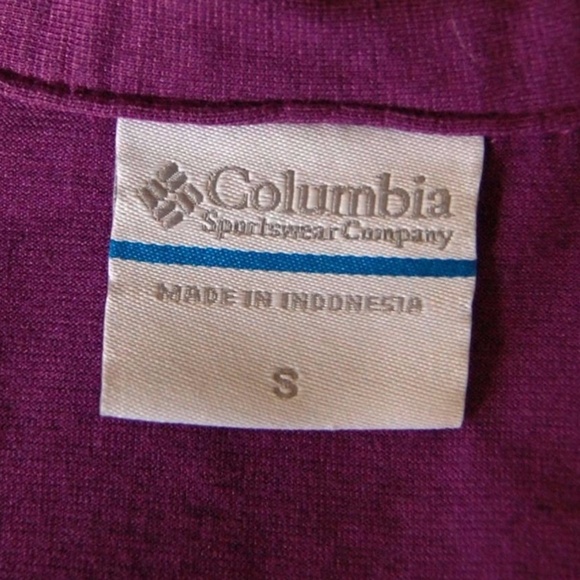 Columbia
Sportswear Company
MADE IN INDONESIA
S